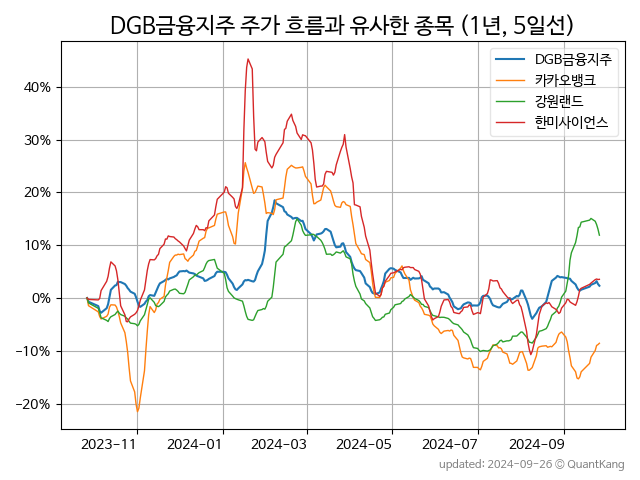 DGB금융지주 주가 흐름과 유사한 종목 (1년, 5일선)
DGB금융지주
카카오뱅크
강원랜드
한미사이언스
40%
30%
20%
10%
0%
−10%
−20%
2023-11
2024-01
2024-03
2024-05
2024-07
2024-09
updated: 2024-09-26 © QuantKang